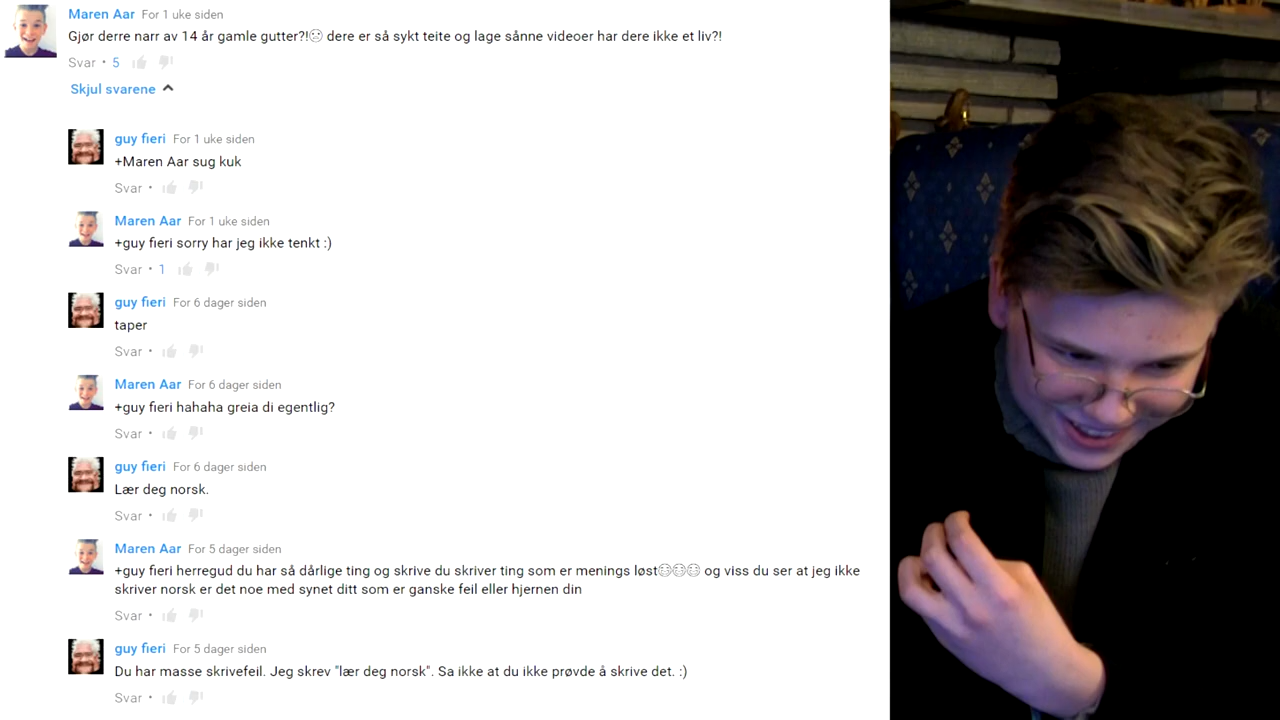 Maren Aar For 1 uke siden
Gjør derre narr av 14 år gamle gutter?!😐 dere er så sykt teite og lage sånne videoer har dere ikke et liv?!
Svar • 5
Skjul svarene
guy fieri For 1 uke siden
+Maren Aar sug kuk
Svar •
Maren Aar For 1 uke siden
+guy fieri sorry har jeg ikke tenkt :)
Svar • 1
guy fieri For 6 dager siden
taper
Svar •
Maren Aar For 6 dager siden
+guy fieri hahaha greia di egentlig?
Svar •
guy fieri For 6 dager siden
Lær deg norsk.
Svar •
Maren Aar For 5 dager siden
+guy fieri herregud du har så dårlige ting og skrive du skriver ting som er menings løst😂😂😂 og viss du ser at jeg ikke
skriver norsk er det noe med synet ditt som er ganske feil eller hjernen din
Svar •
guy fieri For 5 dager siden
Du har masse skrivefeil. Jeg skrev "lær deg norsk". Sa ikke at du ikke prøvde å skrive det. :)
Svar •